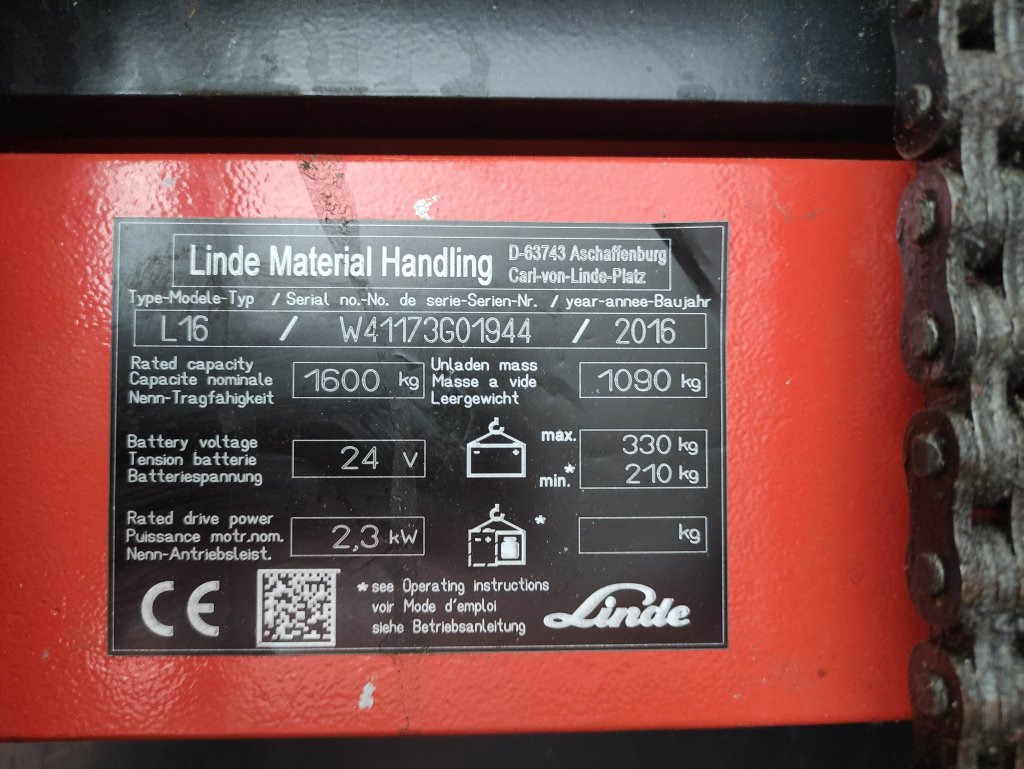 Linde Material Handling
D-63743 Aschaffenburg
Carl-von-Linde-Platz
Type-Modele-Typ / Serial no.-No. de serie-Serien-Nr. / year-annee-Baujahr
L16 / W41173G01944 / 2016
Rated capacity
Capacite nominale
Nenn-Tragfähigkeit
1600 kg
Unladen mass
Masse a vide
Leergewicht
1090 kg
Battery voltage
Tension batterie
Batteriespannung
24 V
max. 330 kg
min.* 210 kg
Rated drive power
Puissance motr.nom.
Nenn-Antriebsleist.
2,3 kW
* kg
CE
*see Operating instructions
voir Mode d'emploi
siehe Betriebsanleitung
Linde